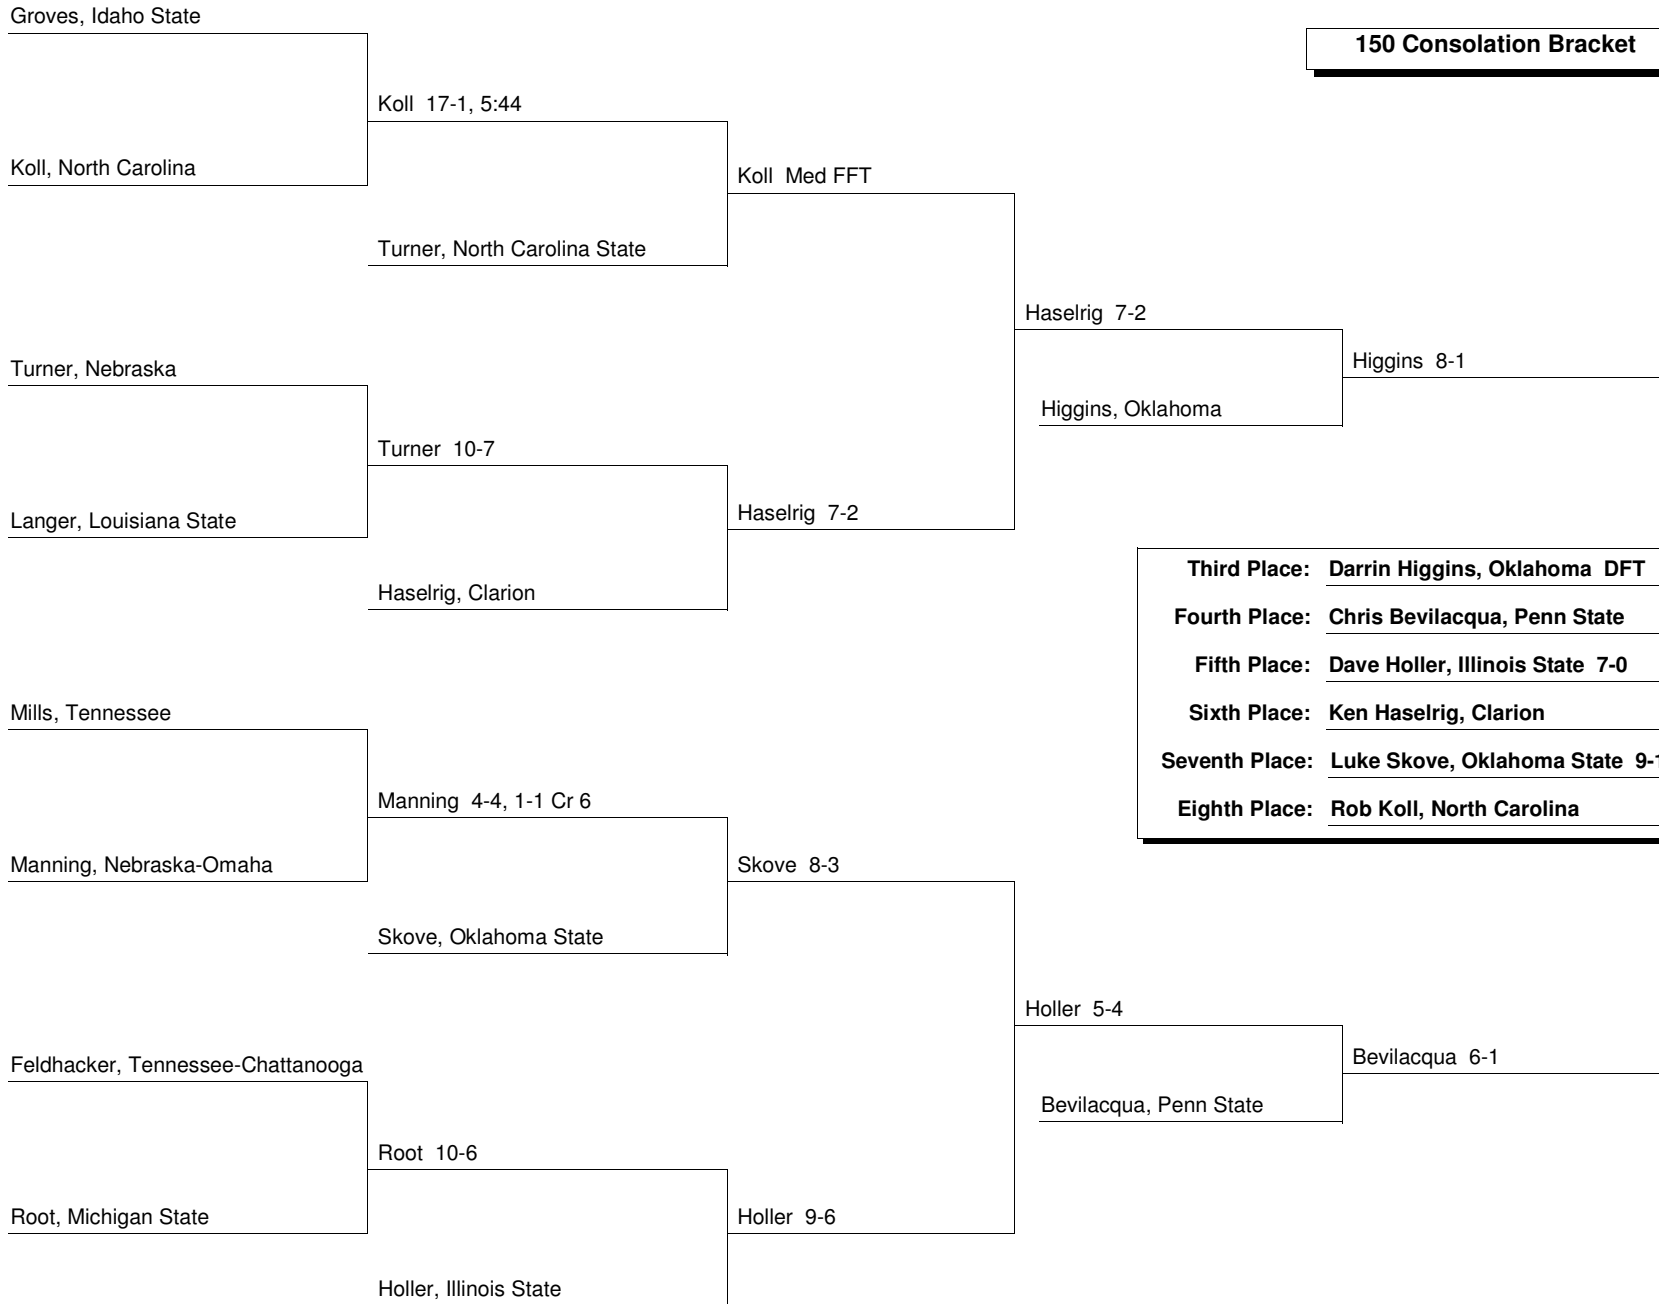 Groves, Idaho State
150 Consolation Bracket
Koll 17-1, 5:44
Koll, North Carolina
Koll Med FFT
Turner, North Carolina State
Haselrig 7-2
Turner, Nebraska
Higgins 8-1
Higgins, Oklahoma
Turner 10-7
Langer, Louisiana State
Haselrig 7-2
Haselrig, Clarion
Third Place: Darrin Higgins, Oklahoma DFT
Fourth Place: Chris Bevilacqua, Penn State
Fifth Place: Dave Holler, Illinois State 7-0
Sixth Place: Ken Haselrig, Clarion
Seventh Place: Luke Skove, Oklahoma State 9-1
Eighth Place: Rob Koll, North Carolina
Mills, Tennessee
Manning 4-4, 1-1 Cr 6
Manning, Nebraska-Omaha
Skove 8-3
Skove, Oklahoma State
Holler 5-4
Feldhacker, Tennessee-Chattanooga
Bevilacqua 6-1
Bevilacqua, Penn State
Root 10-6
Root, Michigan State
Holler 9-6
Holler, Illinois State